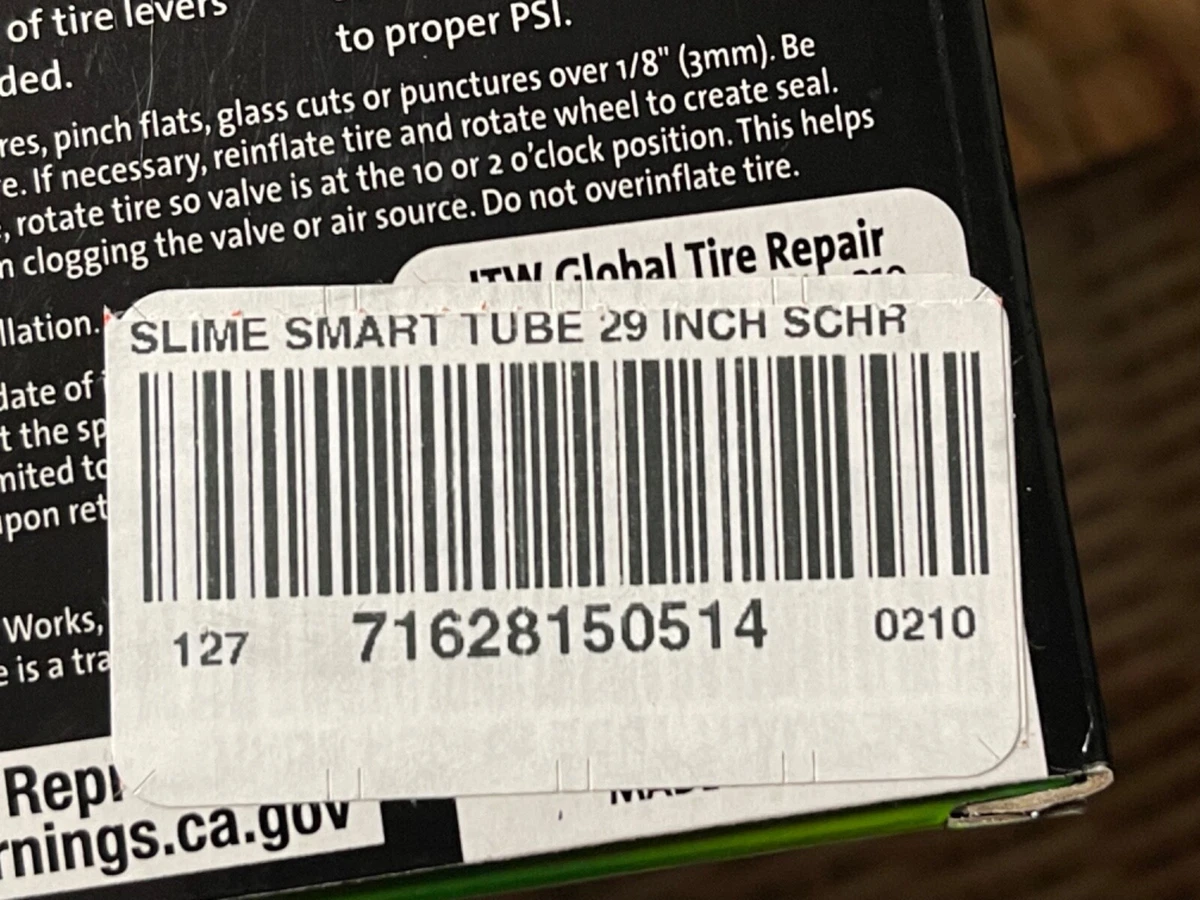 of tire levers
to proper PSI.
ded.
res, pinch flats, glass cuts or punctures over 1/8" (3mm). Be
e. If necessary, reinflate tire and rotate wheel to create seal.
, rotate tire so valve is at the 10 or 2 o'clock position. This helps
n clogging the valve or air source. Do not overinflate tire.
ITW Global Tire Repair
llation.
SLIME SMART TUBE 29 INCH SCHR
date of
t the sp
mited to
upon ret
127 71628150514 0210
Works,
e is a tra
Repi
rnings.ca.gov